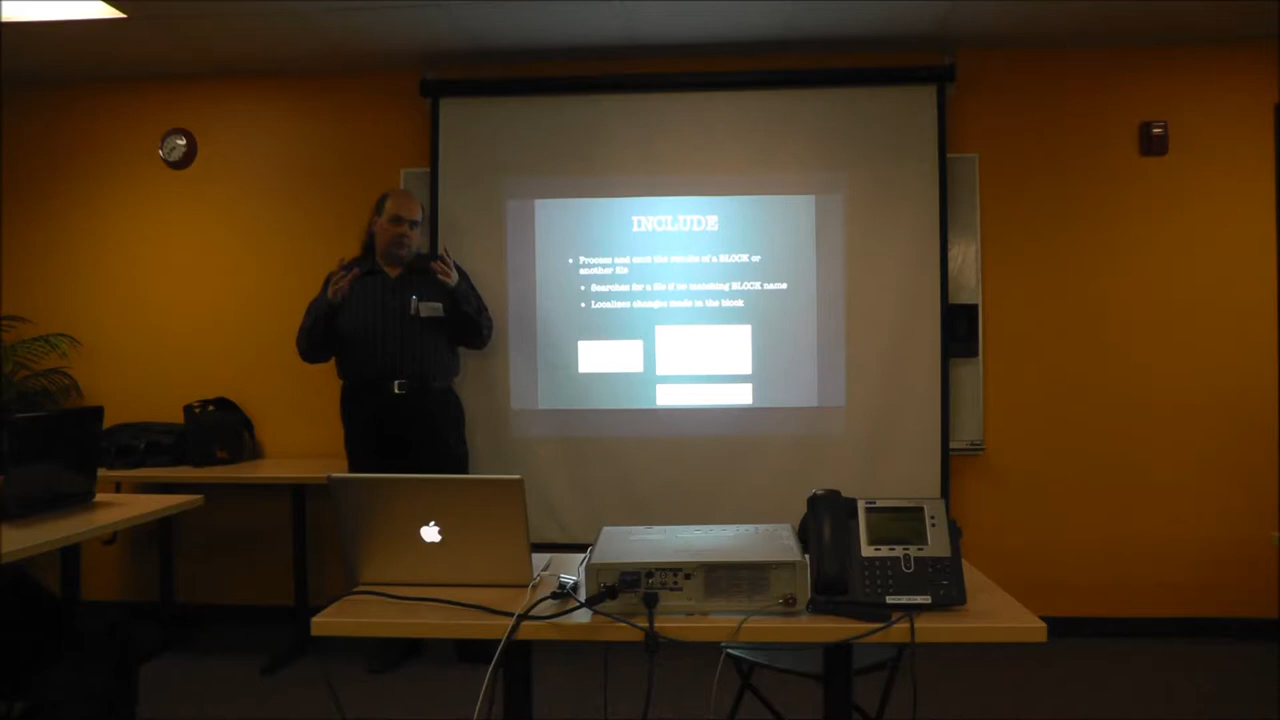 INCLUDE
• Process and emit the results of a BLOCK or
another file
• Searches for a file if no matching BLOCK name
• Localizes changes made in the block